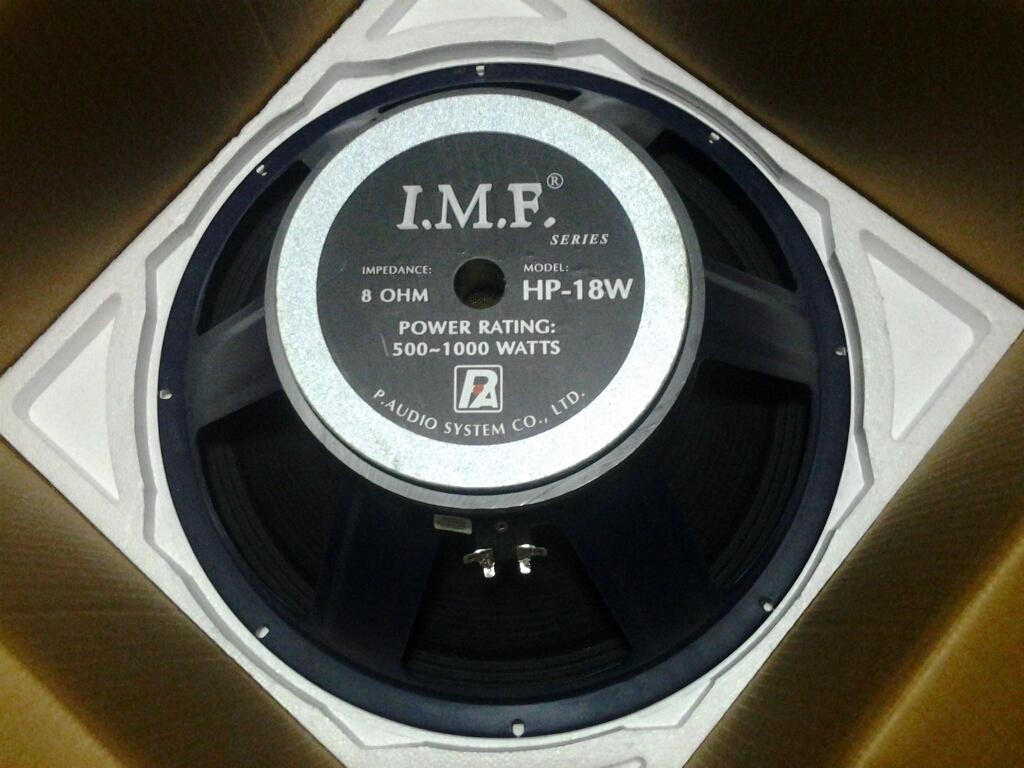 I.M.F.®
SERIES
IMPEDANCE:
8 OHM
MODEL:
HP-18W
POWER RATING:
500~1000 WATTS
PA
P.AUDIO SYSTEM CO., LTD.